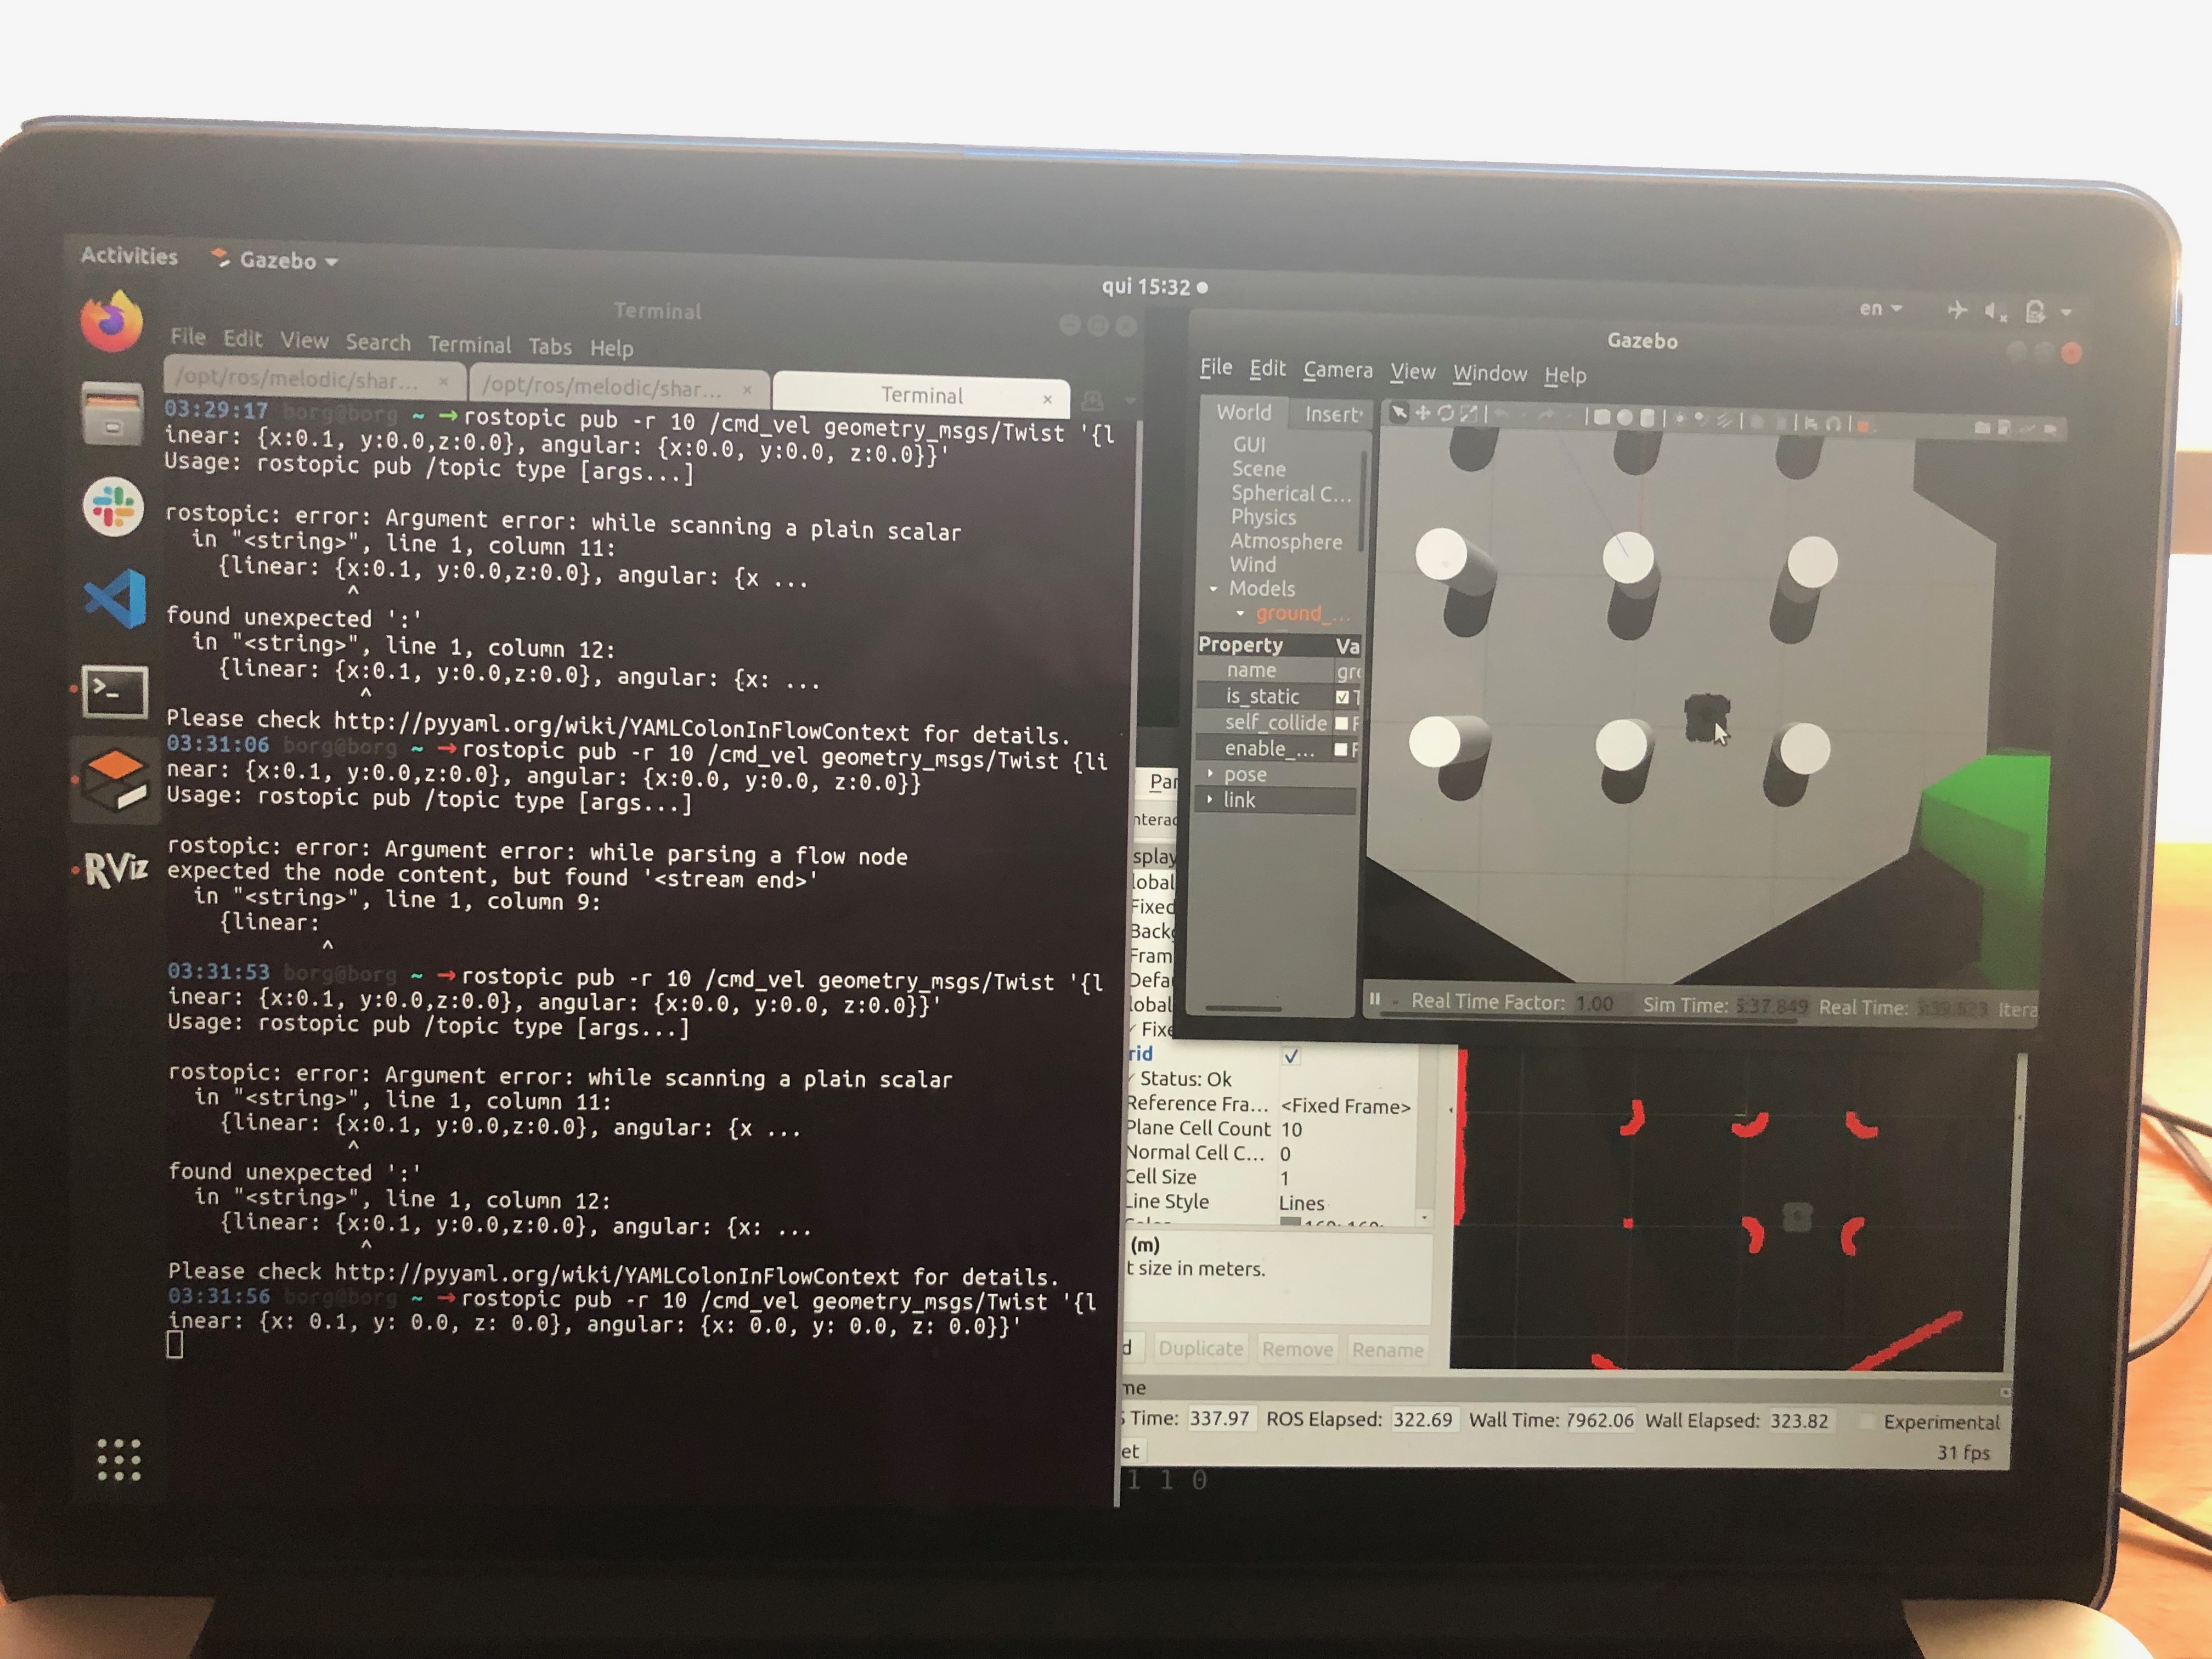 Activities
Gazebo
qui 15:32
en
Terminal
File Edit View Search Terminal Tabs Help
/opt/ros/melodic/shar... ×
/opt/ros/melodic/shar... ×
Terminal ×
03:29:17 borg@borg ~ →rostopic pub -r 10 /cmd_vel geometry_msgs/Twist '{l
inear: {x:0.1, y:0.0,z:0.0}, angular: {x:0.0, y:0.0, z:0.0}}'
Usage: rostopic pub /topic type [args...]
rostopic: error: Argument error: while scanning a plain scalar
in "<string>", line 1, column 11:
{linear: {x:0.1, y:0.0,z:0.0}, angular: {x ...
^
found unexpected ':'
in "<string>", line 1, column 12:
{linear: {x:0.1, y:0.0,z:0.0}, angular: {x: ...
^
Please check http://pyyaml.org/wiki/YAMLColonInFlowContext for details.
03:31:06 borg@borg ~ →rostopic pub -r 10 /cmd_vel geometry_msgs/Twist {li
near: {x:0.1, y:0.0,z:0.0}, angular: {x:0.0, y:0.0, z:0.0}}
Usage: rostopic pub /topic type [args...]
rostopic: error: Argument error: while parsing a flow node
expected the node content, but found '<stream end>'
in "<string>", line 1, column 9:
{linear:
^
03:31:53 borg@borg ~ →rostopic pub -r 10 /cmd_vel geometry_msgs/Twist '{l
inear: {x:0.1, y:0.0,z:0.0}, angular: {x:0.0, y:0.0, z:0.0}}'
Usage: rostopic pub /topic type [args...]
rostopic: error: Argument error: while scanning a plain scalar
in "<string>", line 1, column 11:
{linear: {x:0.1, y:0.0,z:0.0}, angular: {x ...
^
found unexpected ':'
in "<string>", line 1, column 12:
{linear: {x:0.1, y:0.0,z:0.0}, angular: {x: ...
^
Please check http://pyyaml.org/wiki/YAMLColonInFlowContext for details.
03:31:56 borg@borg ~ →rostopic pub -r 10 /cmd_vel geometry_msgs/Twist '{l
inear: {x: 0.1, y: 0.0, z: 0.0}, angular: {x: 0.0, y: 0.0, z: 0.0}}'
RViz
Gazebo
File Edit Camera View Window Help
World Insert
GUI
Scene
Spherical C...
Physics
Atmosphere
Wind
Models
ground_...
Property Va
name gr
is_static
self_collide F
enable_... F
pose
link
Real Time Factor: 1.00 Sim Time: Real Time: Itera
Par
nterac
splay
lobal
Fixed
Back
Fram
Defa
lobal
Fixe
rid
Status: Ok
Reference Fra... <Fixed Frame>
Plane Cell Count 10
Normal Cell C... 0
Cell Size 1
Line Style Lines
(m)
t size in meters.
d Duplicate Remove Rename
me
Time: 337.97 ROS Elapsed: 322.69 Wall Time: 7962.06 Wall Elapsed: 323.82 Experimental
et 31 fps
1 1 0